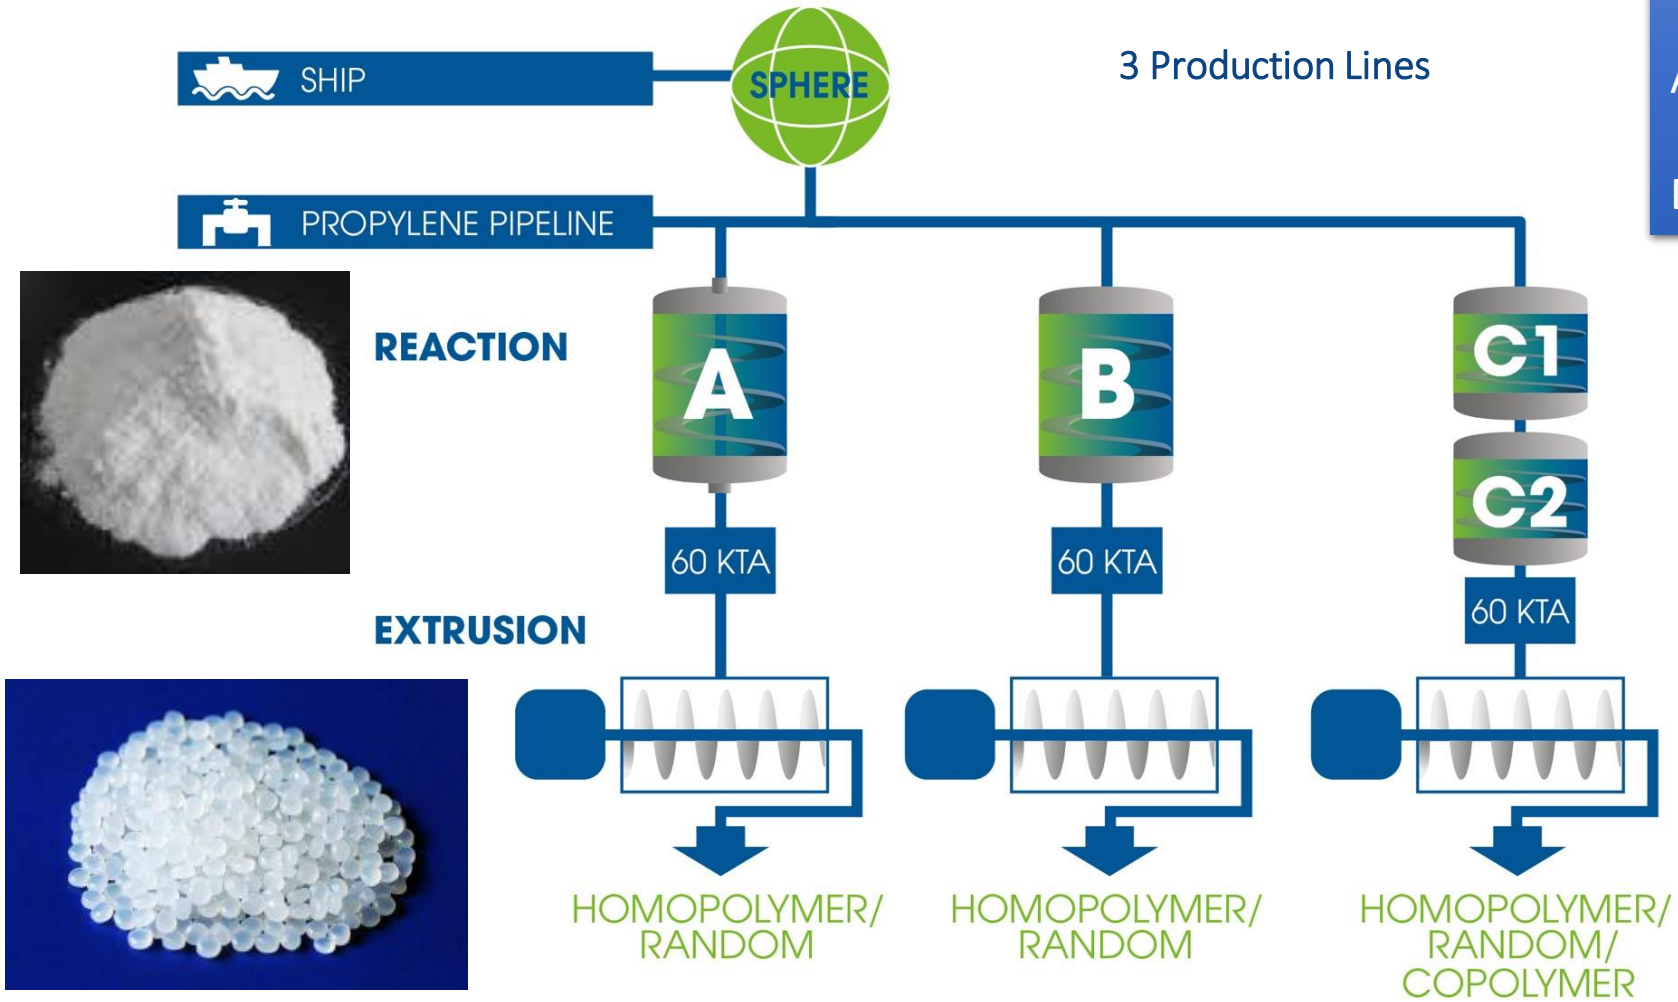 SHIP
SPHERE
3 Production Lines
PROPYLENE PIPELINE
REACTION
A
B
C1
C2
60 KTA
60 KTA
60 KTA
EXTRUSION
HOMOPOLYMER/
RANDOM
HOMOPOLYMER/
RANDOM
HOMOPOLYMER/
RANDOM/
COPOLYMER